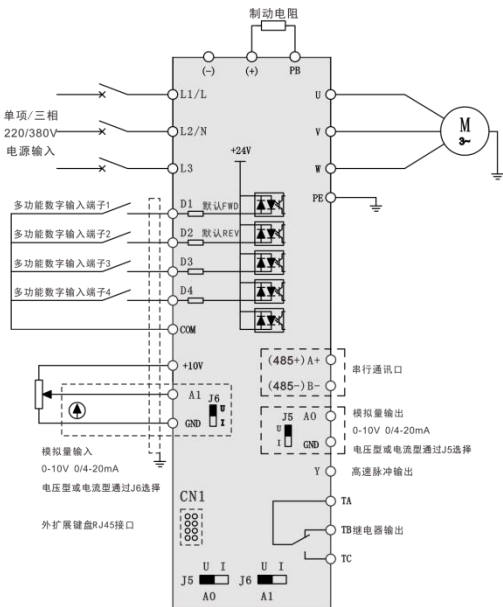 制动电阻
(-) (+) PB
L1/L
单项/三相
220/380V
电源输入
L2/N
L3
+24V
U
V
W
M
3~
PE
多功能数字输入端子1
D1 默认FWD
多功能数字输入端子2
D2 默认REV
多功能数字输入端子3
D3
多功能数字输入端子4
D4
COM
+10V
A1
J6
U
I
GND
模拟量输入
0-10V 0/4-20mA
电压型或电流型通过J6选择
(485+)A+
(485-)B-
串行通讯口
J5
U
I
AO
GND
模拟量输出
0-10V 0/4-20mA
电压型或电流型通过J5选择
Y 高速脉冲输出
CN1
外扩展键盘RJ45接口
TA
TB继电器输出
TC
U I U I
J5 J6
AO A1